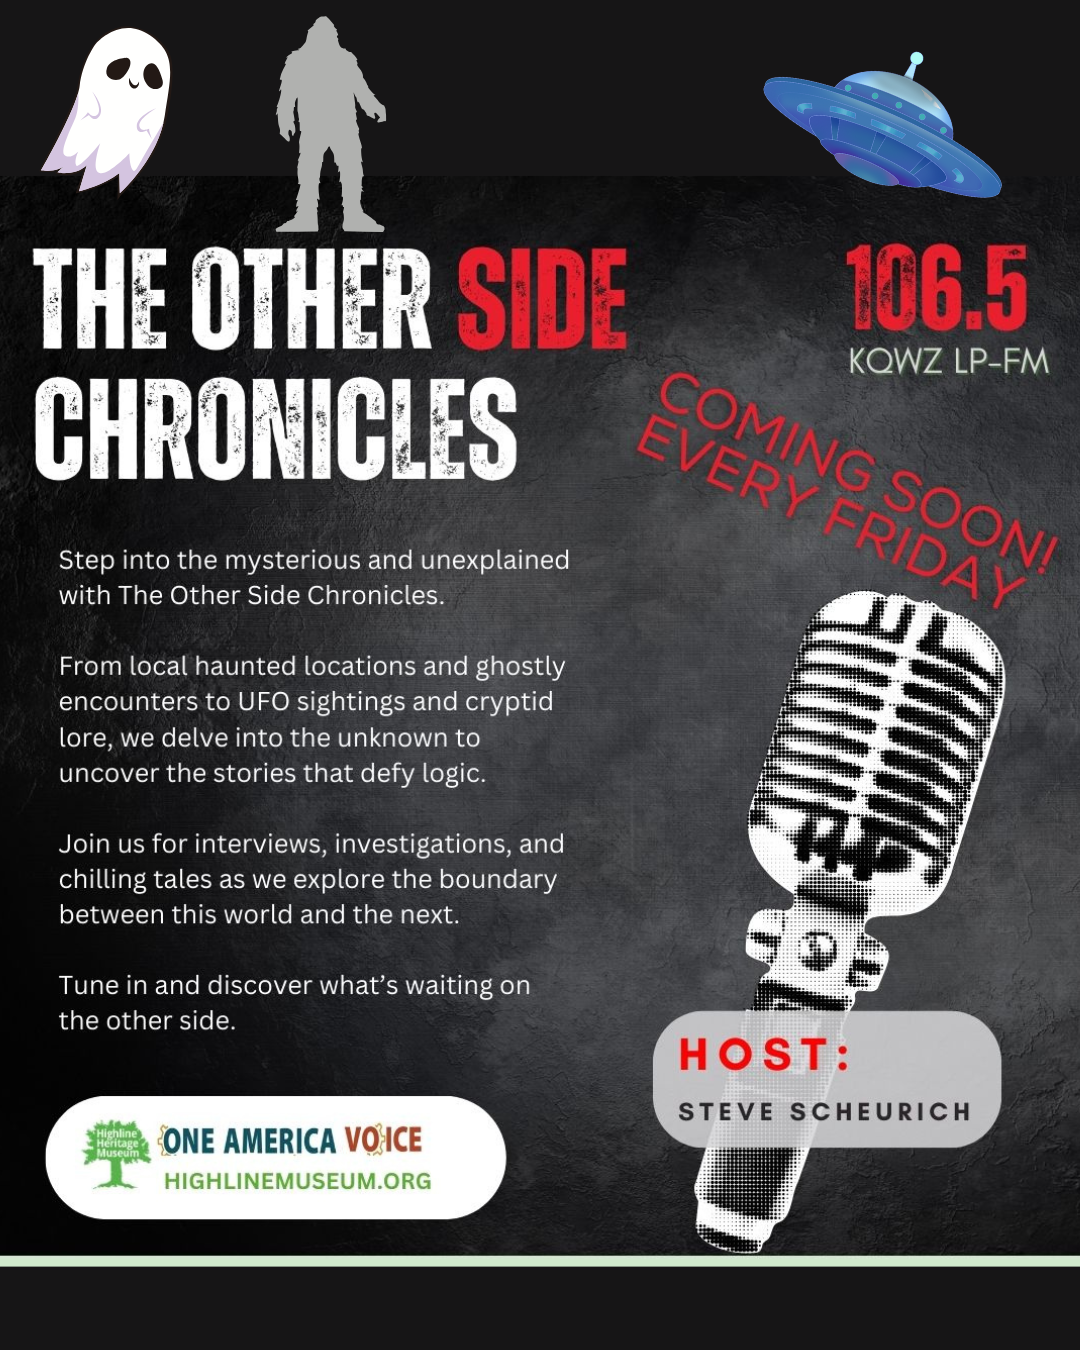 THE OTHER SIDE
CHRONICLES
106.5
KQWZ LP-FM
COMING SOON!
EVERY FRIDAY
Step into the mysterious and unexplained
with The Other Side Chronicles.
From local haunted locations and ghostly
encounters to UFO sightings and cryptid
lore, we delve into the unknown to
uncover the stories that defy logic.
Join us for interviews, investigations, and
chilling tales as we explore the boundary
between this world and the next.
Tune in and discover what’s waiting on
the other side.
HOST:
STEVE SCHEURICH
Highline
Heritage
Museum
ONE AMERICA VOICE
HIGHLINEMUSEUM.ORG